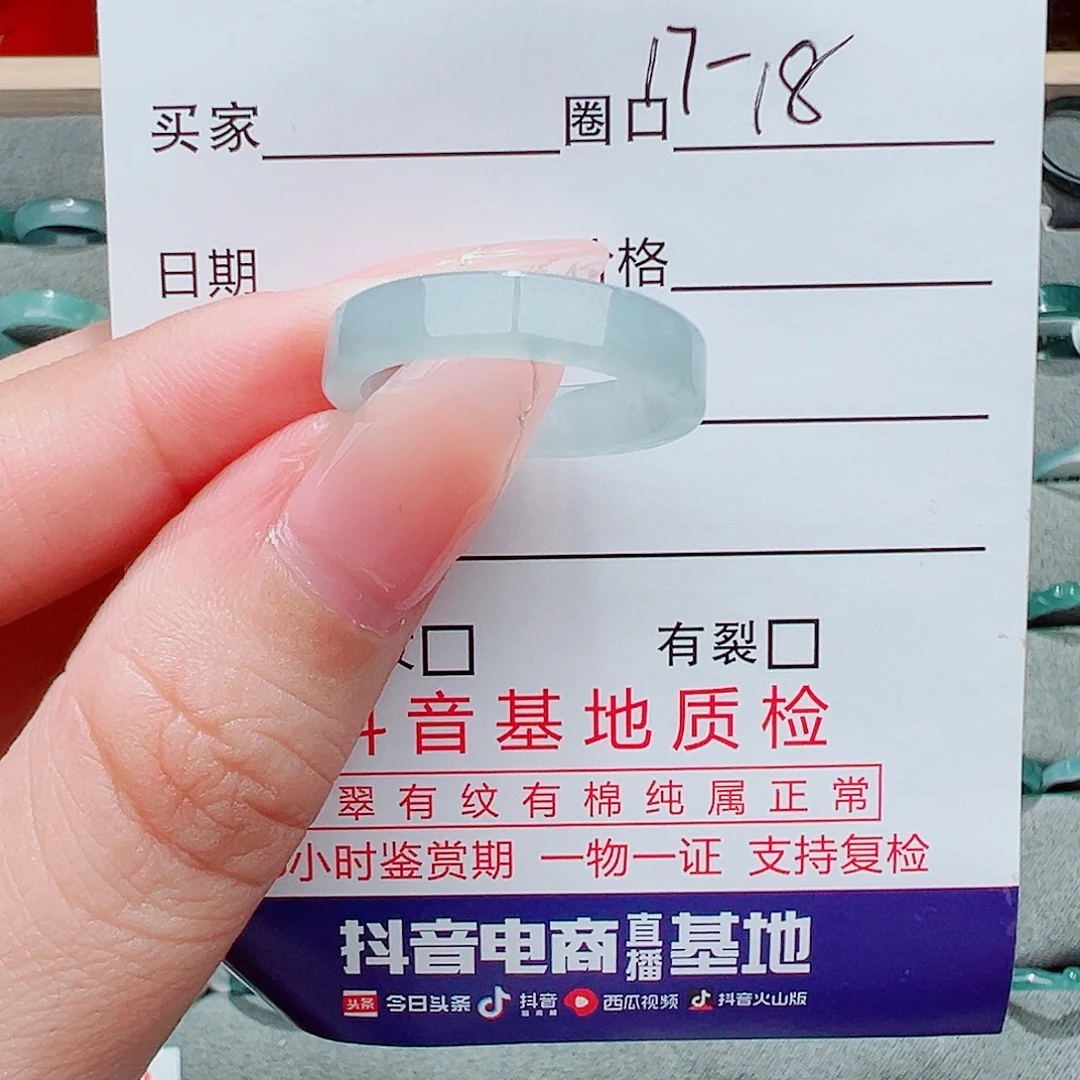 买家 圈口 17-18
日期 格
有裂
音基地质检
翠有纹有棉纯属正常
小时鉴赏期 一物一证 支持复检
抖音电商直播基地
头条 今日头条 抖音 西瓜视频 抖音火山版